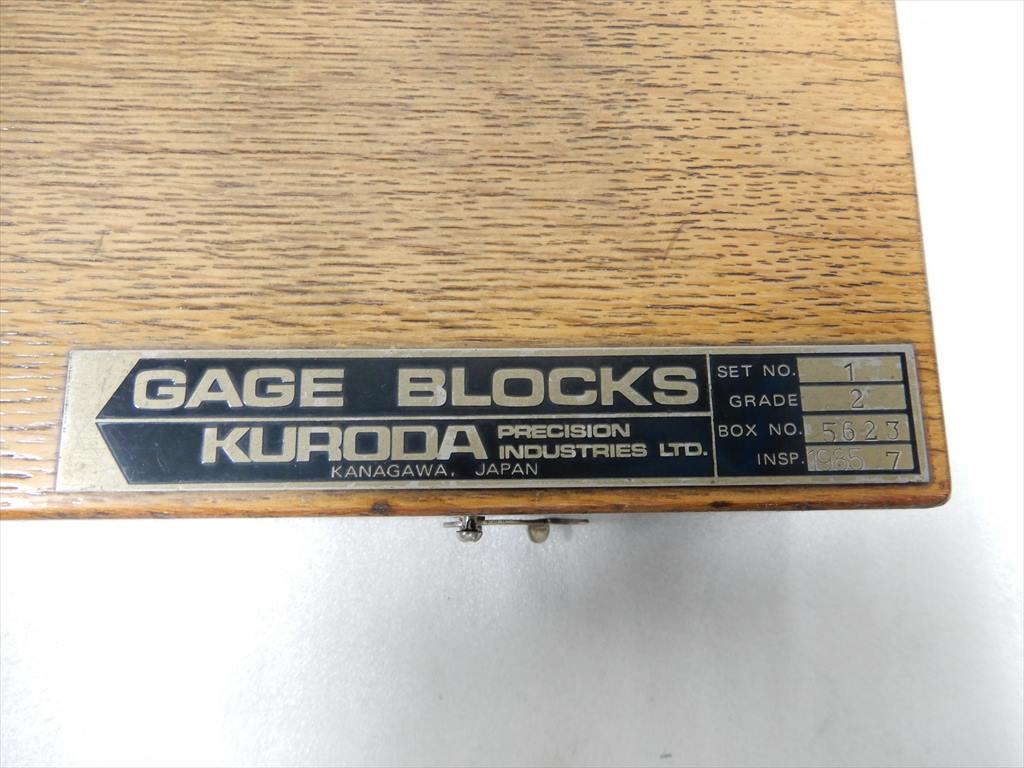 GAGE BLOCKS
KURODA PRECISION INDUSTRIES LTD.
KANAGAWA, JAPAN
SET NO. 1
GRADE 2
BOX NO. 5623
INSP. 1985 7